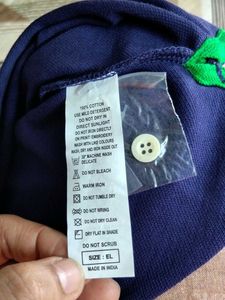 100% COTTON
USE MILD DETERGENT
DO NOT DRY IN
DIRECT SUNLIGHT
DO NOT IRON DIRECTLY
ON PRINT/ EMBROIDERY
WASH WITH LIKE COLOURS
WASH, DRY AND IRON INSIDE OUT
30° MACHINE WASH
DELICATE
DO NOT BLEACH
WARM IRON
DO NOT TUMBLE DRY
DO NOT WRING
DO NOT DRY CLEAN
DRY FLAT IN SHADE
DO NOT SCRUB
SIZE : EL
MADE IN INDIA